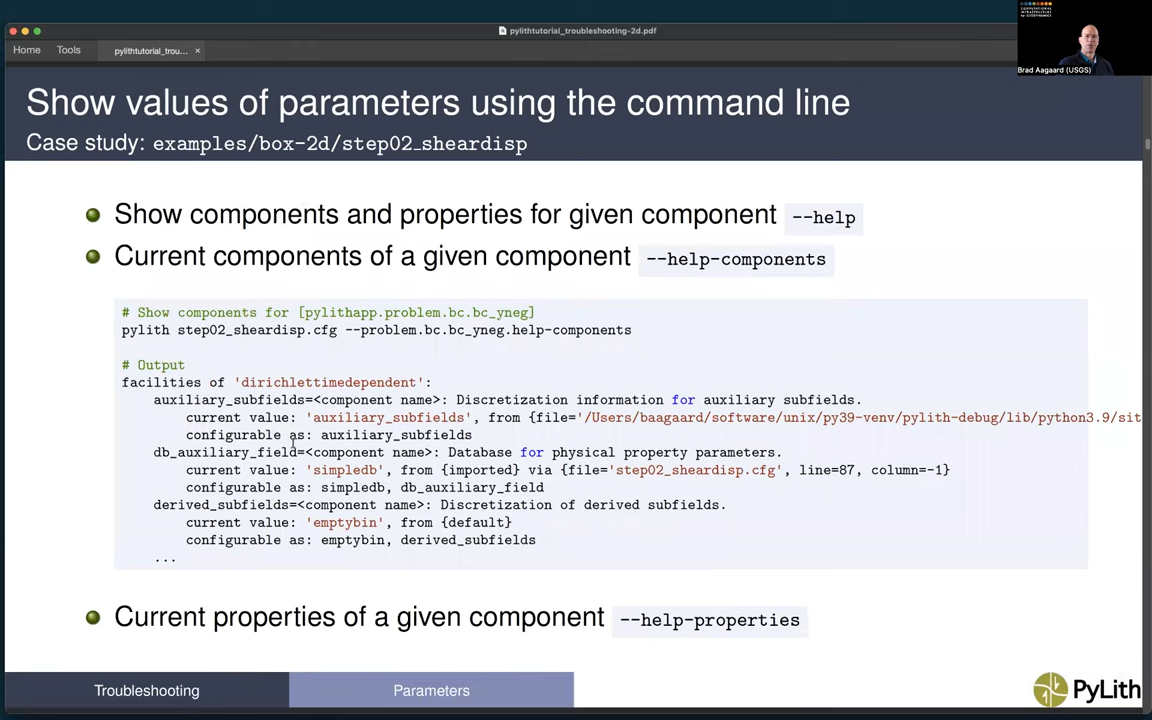 pylithtutorial_troubleshooting-2d.pdf
COMPUTATIONAL
INFRASTRUCTURE
for GEODYNAMICS
Brad Aagaard (USGS)
Home Tools pylithtutorial_trou... ×
Show values of parameters using the command line
Case study: examples/box-2d/step02_sheardisp
Show components and properties for given component --help
Current components of a given component --help-components
# Show components for [pylithapp.problem.bc.bc_yneg]
pylith step02_sheardisp.cfg --problem.bc.bc_yneg.help-components
# Output
facilities of 'dirichlettimedependent':
auxiliary_subfields=<component name>: Discretization information for auxiliary subfields.
current value: 'auxiliary_subfields', from {file='/Users/baagaard/software/unix/py39-venv/pylith-debug/lib/python3.9/sit
configurable as: auxiliary_subfields
db_auxiliary_field=<component name>: Database for physical property parameters.
current value: 'simpledb', from {imported} via {file='step02_sheardisp.cfg', line=87, column=-1}
configurable as: simpledb, db_auxiliary_field
derived_subfields=<component name>: Discretization of derived subfields.
current value: 'emptybin', from {default}
configurable as: emptybin, derived_subfields
...
Current properties of a given component --help-properties
Troubleshooting Parameters
PyLith